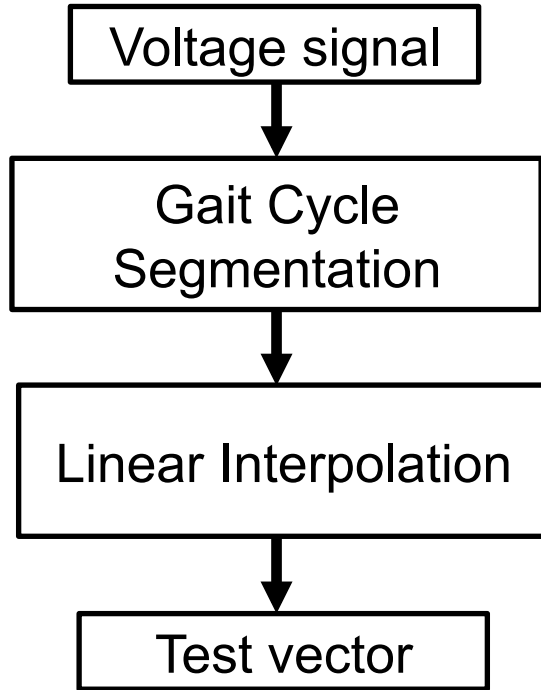 Voltage signal
Gait Cycle
Segmentation
Linear Interpolation
Test vector